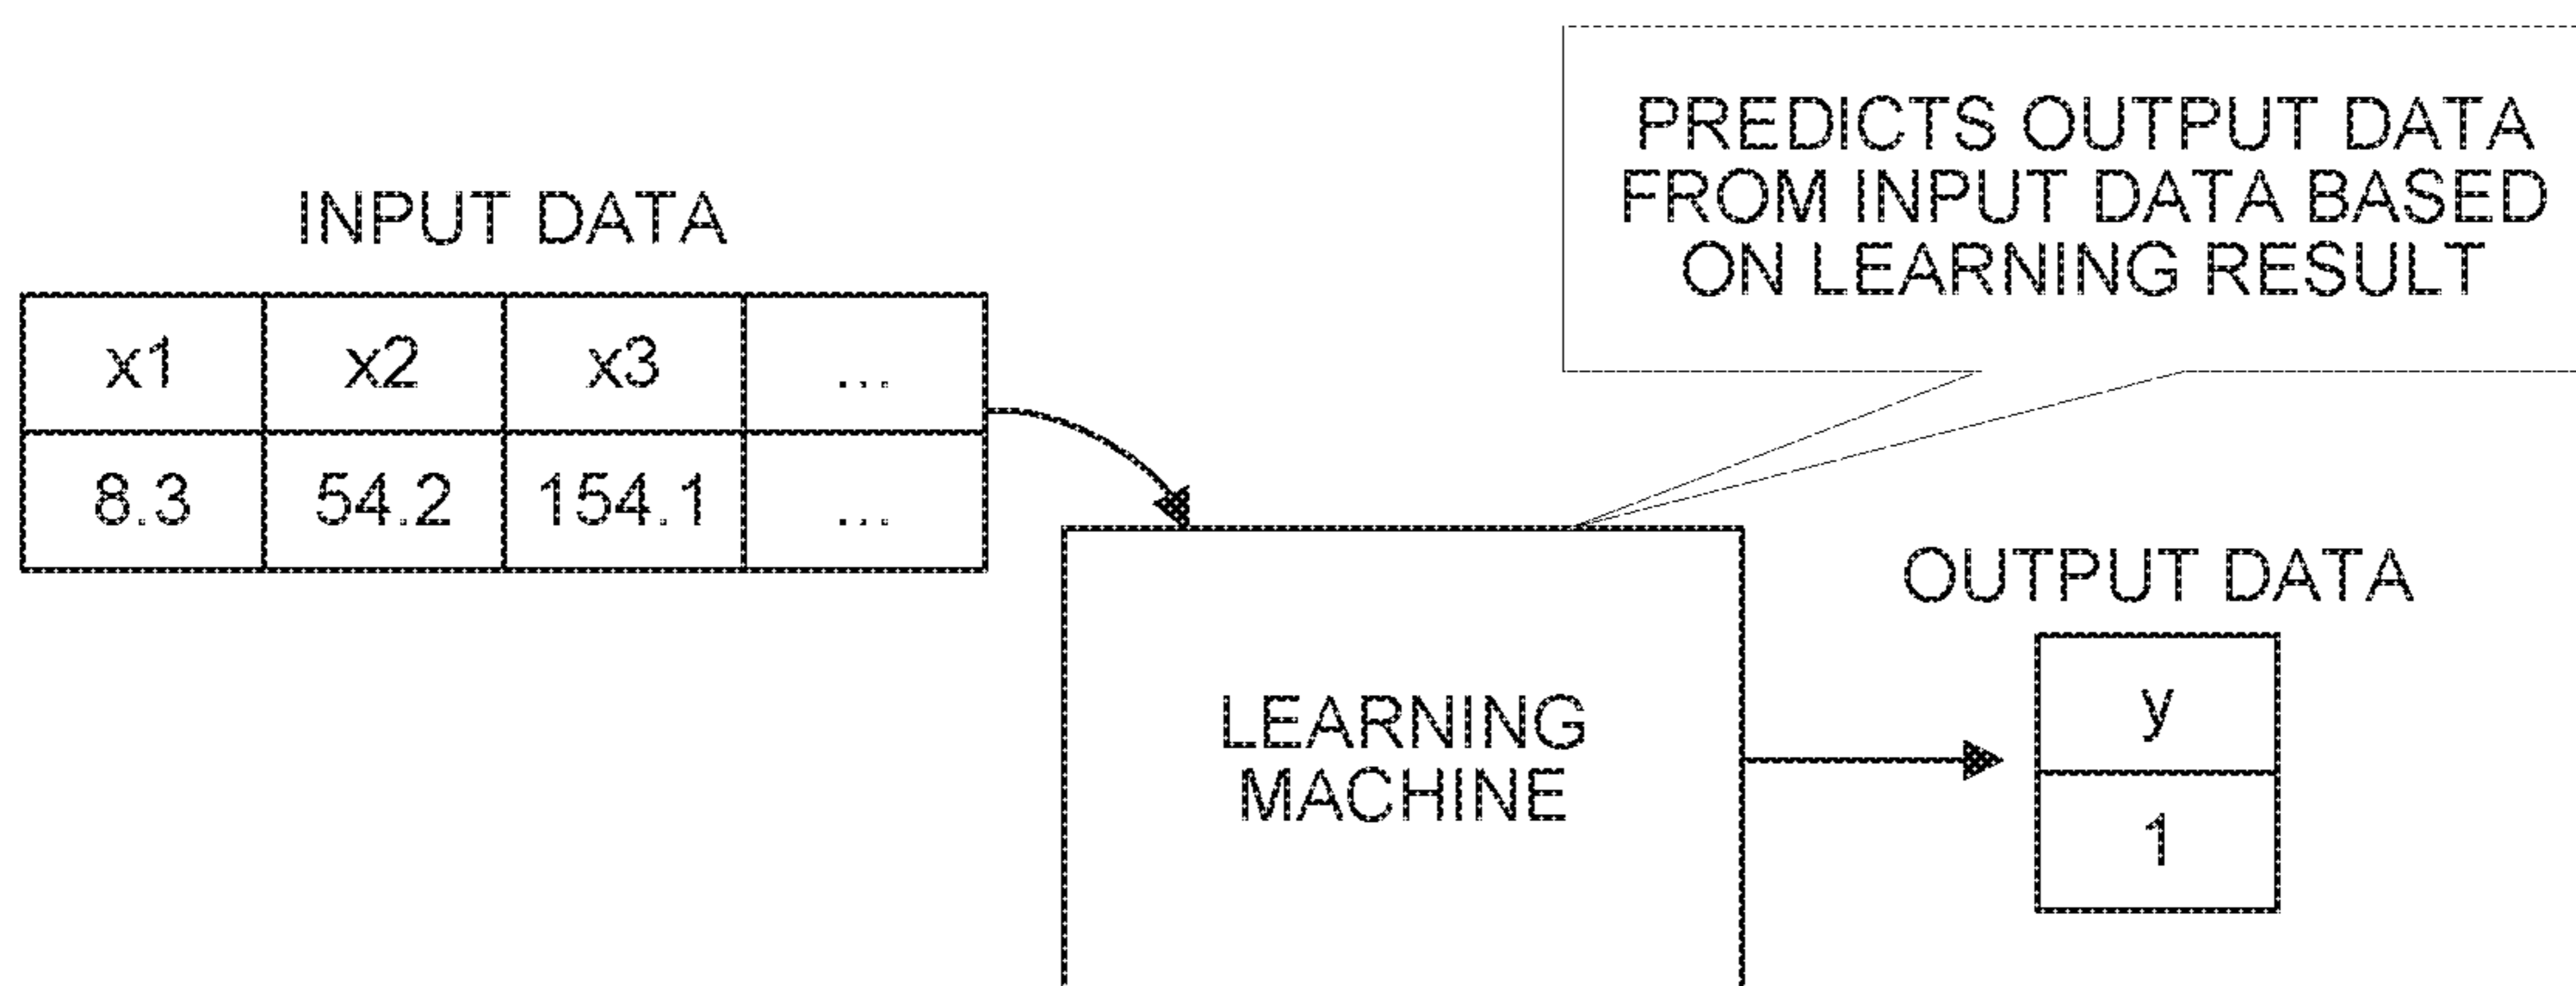 PREDICTS OUTPUT DATA
FROM INPUT DATA BASED
ON LEARNING RESULT
INPUT DATA
x1 x2 x3 ...
8.3 54.2 154.1 ...
LEARNING
MACHINE
OUTPUT DATA
y
1